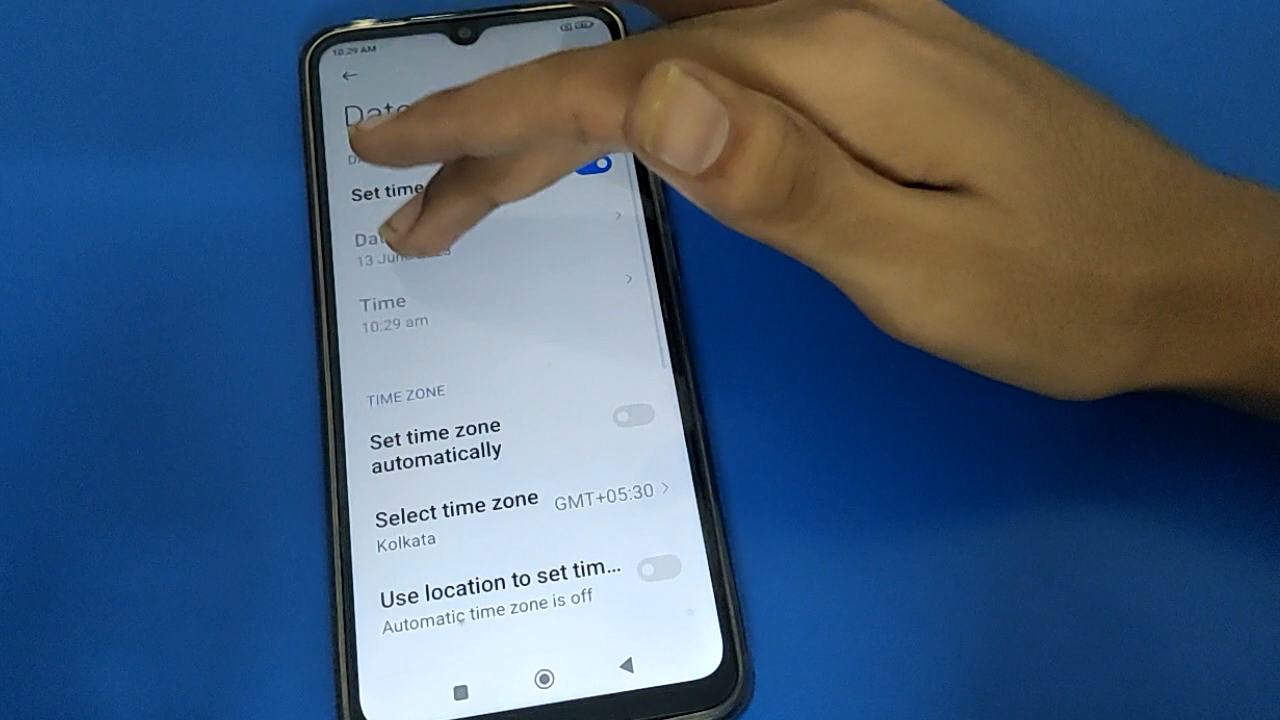 10:29 AM
Date
Set time
13
Time
10:29 am
TIME ZONE
Set time zone
automatically
Select time zone
GMT+05:30
Kolkata
Use location to set tim...
Automatic time zone is off